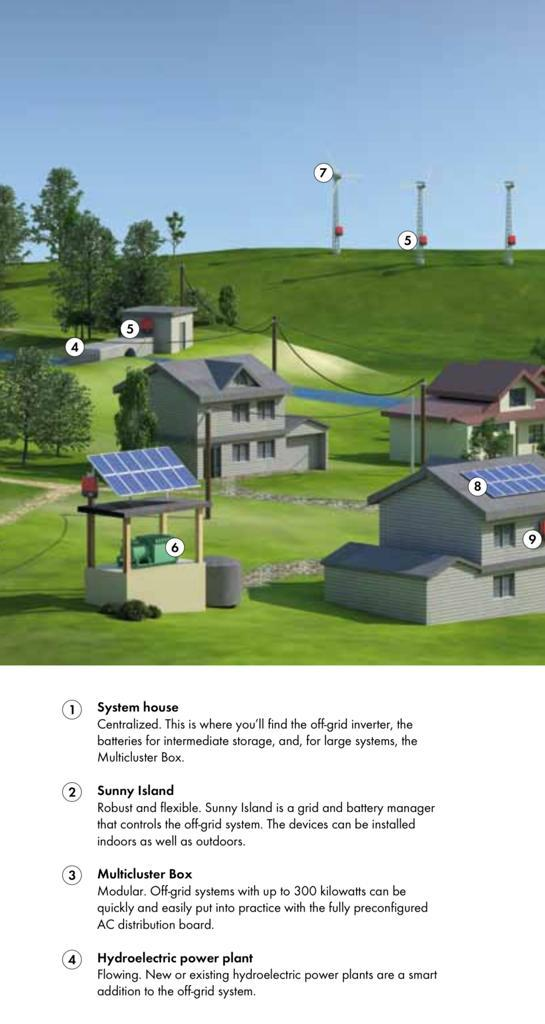 7
5
5
4
8
9
6
1 System house
Centralized. This is where you'll find the off-grid inverter, the
batteries for intermediate storage, and, for large systems, the
Multicluster Box.
2 Sunny Island
Robust and flexible. Sunny Island is a grid and battery manager
that controls the off-grid system. The devices can be installed
indoors as well as outdoors.
3 Multicluster Box
Modular. Off-grid systems with up to 300 kilowatts can be
quickly and easily put into practice with the fully preconfigured
AC distribution board.
4 Hydroelectric power plant
Flowing. New or existing hydroelectric power plants are a smart
addition to the off-grid system.